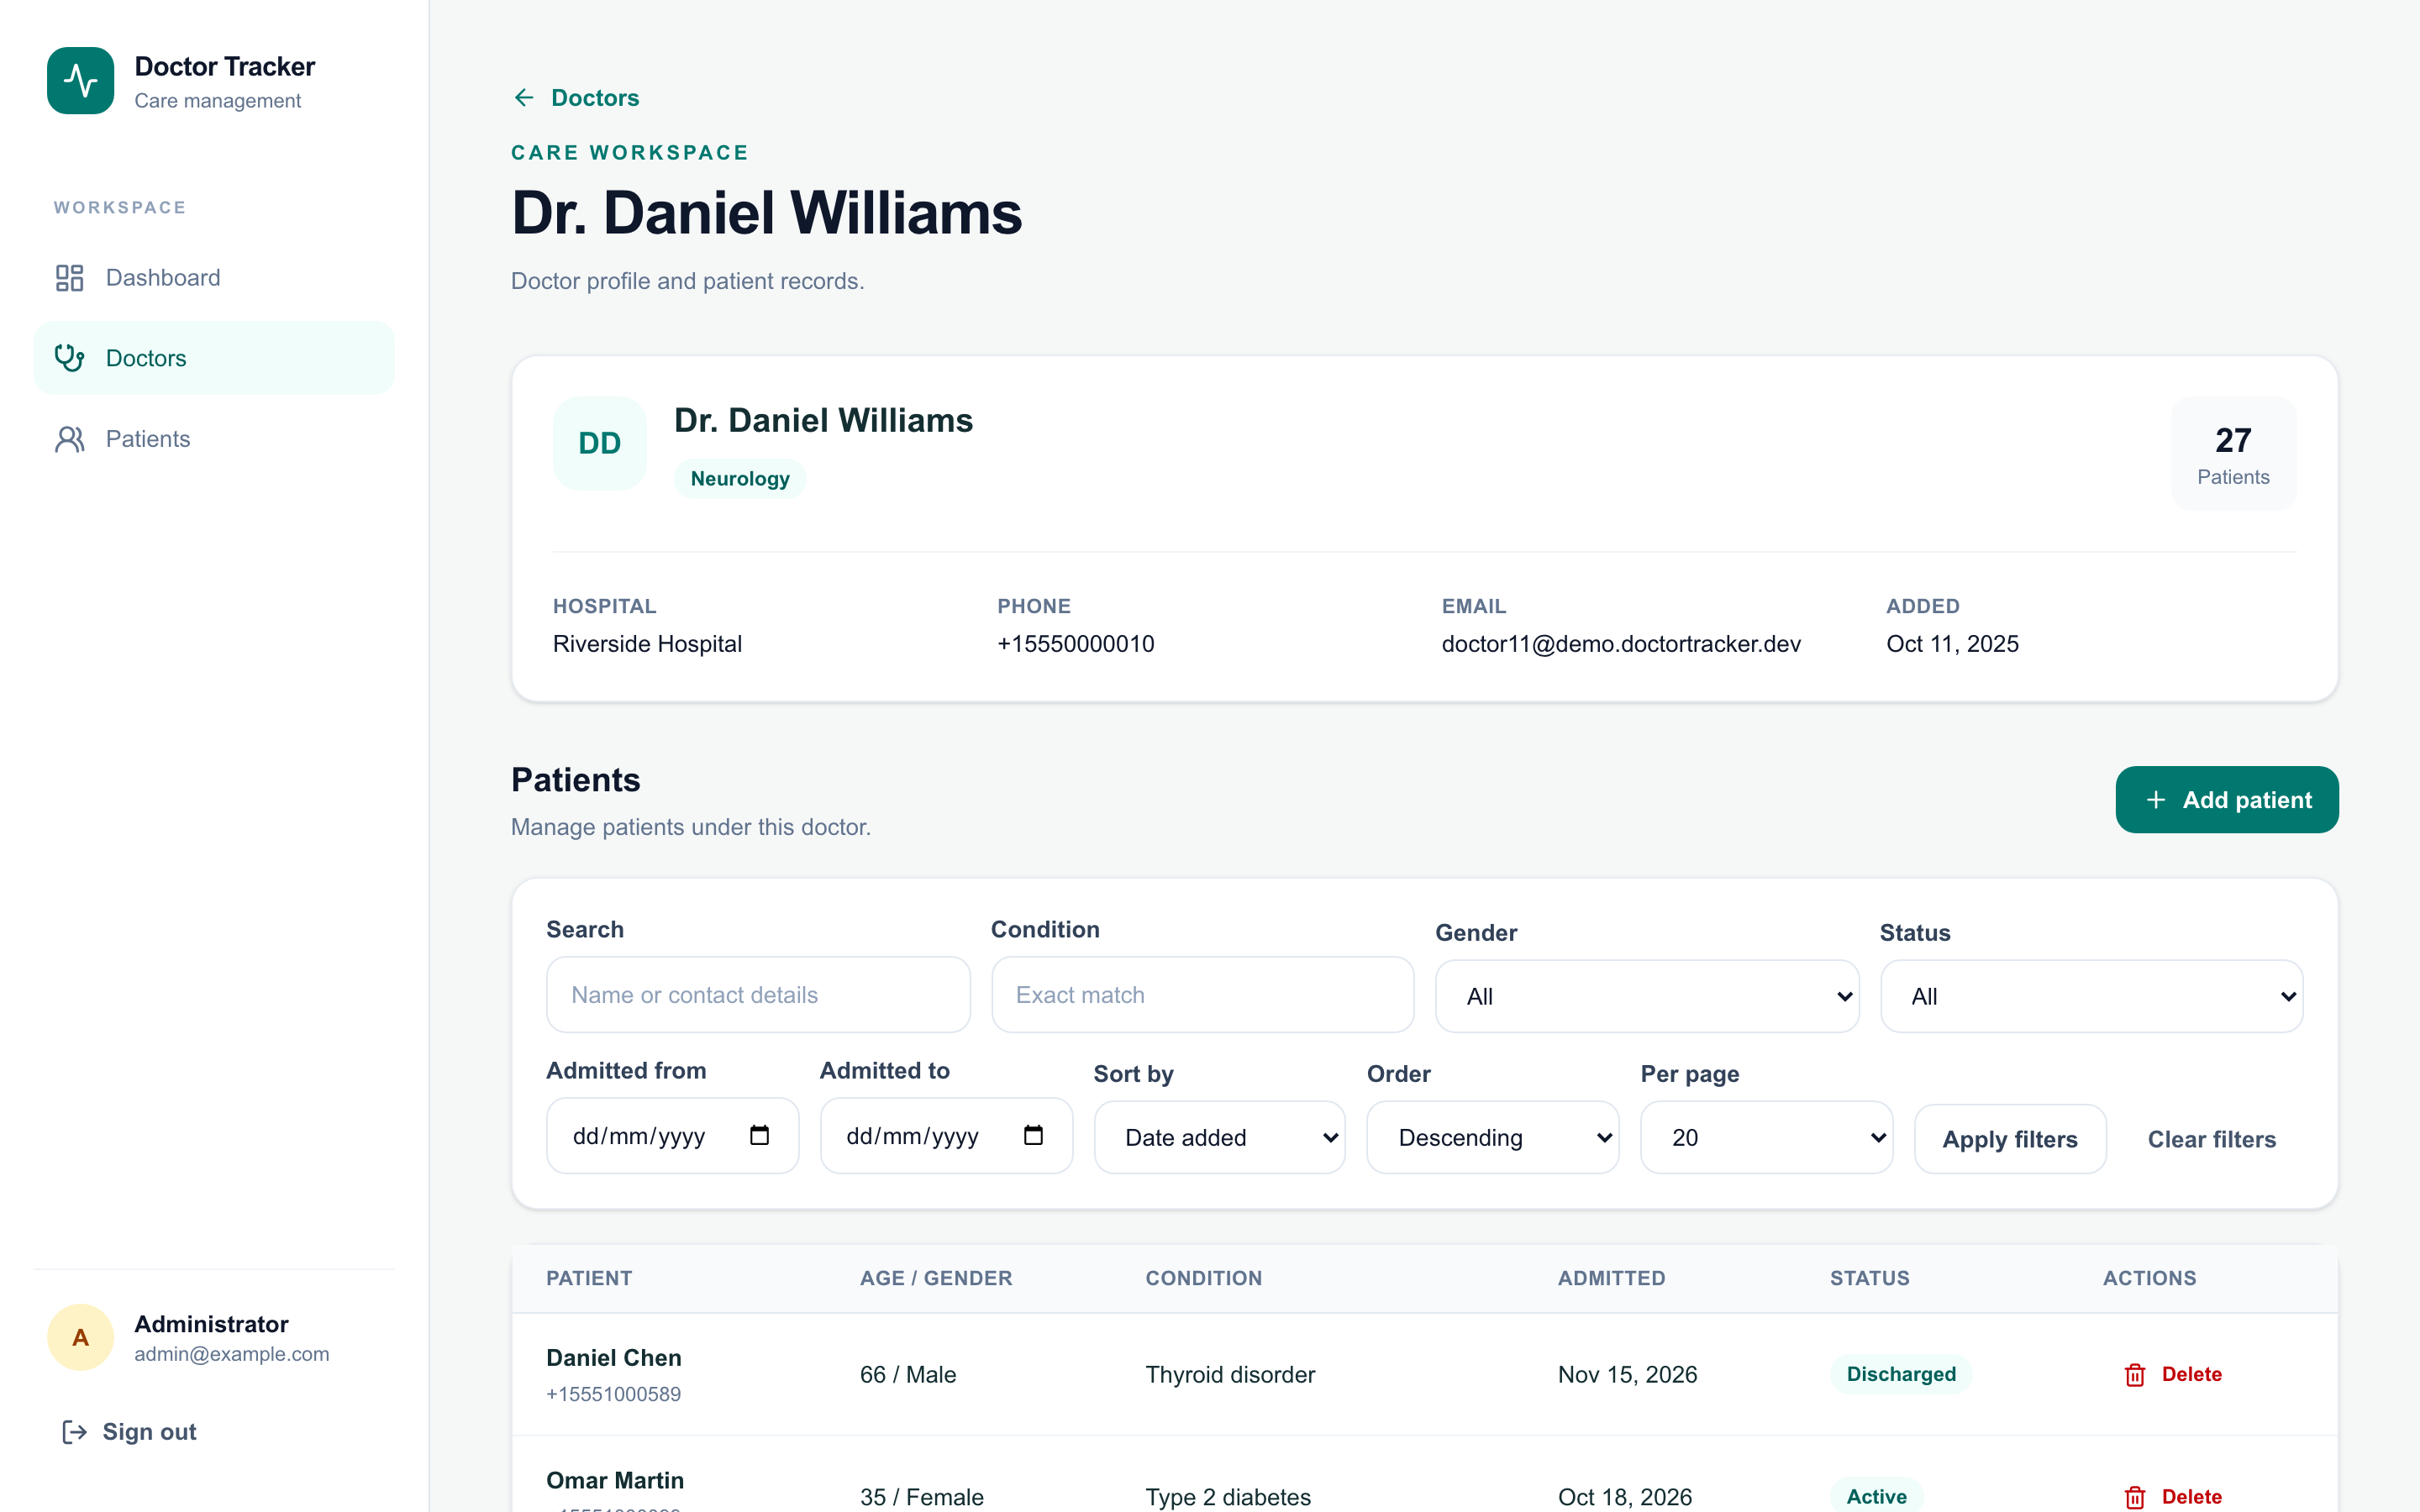 Doctor Tracker
Care management
WORKSPACE
Dashboard
Doctors
Patients
Administrator
admin@example.com
A
Sign out
Doctors
CARE WORKSPACE
Dr. Daniel Williams
Doctor profile and patient records.
DD
Dr. Daniel Williams
Neurology
27
Patients
HOSPITAL PHONE EMAIL ADDED
Riverside Hospital +15550000010 doctor11@demo.doctortracker.dev Oct 11, 2025
Patients
Manage patients under this doctor.
Add patient
Search Condition Gender Status
Name or contact details Exact match All All
Admitted from Admitted to Sort by Order Per page
dd/mm/yyyy dd/mm/yyyy Date added Descending 20 Apply filters Clear filters
PATIENT AGE / GENDER CONDITION ADMITTED STATUS ACTIONS
Daniel Chen
+15551000589
66 / Male Thyroid disorder Nov 15, 2026 Discharged Delete
Omar Martin
35 / Female Type 2 diabetes Oct 18, 2026 Active Delete